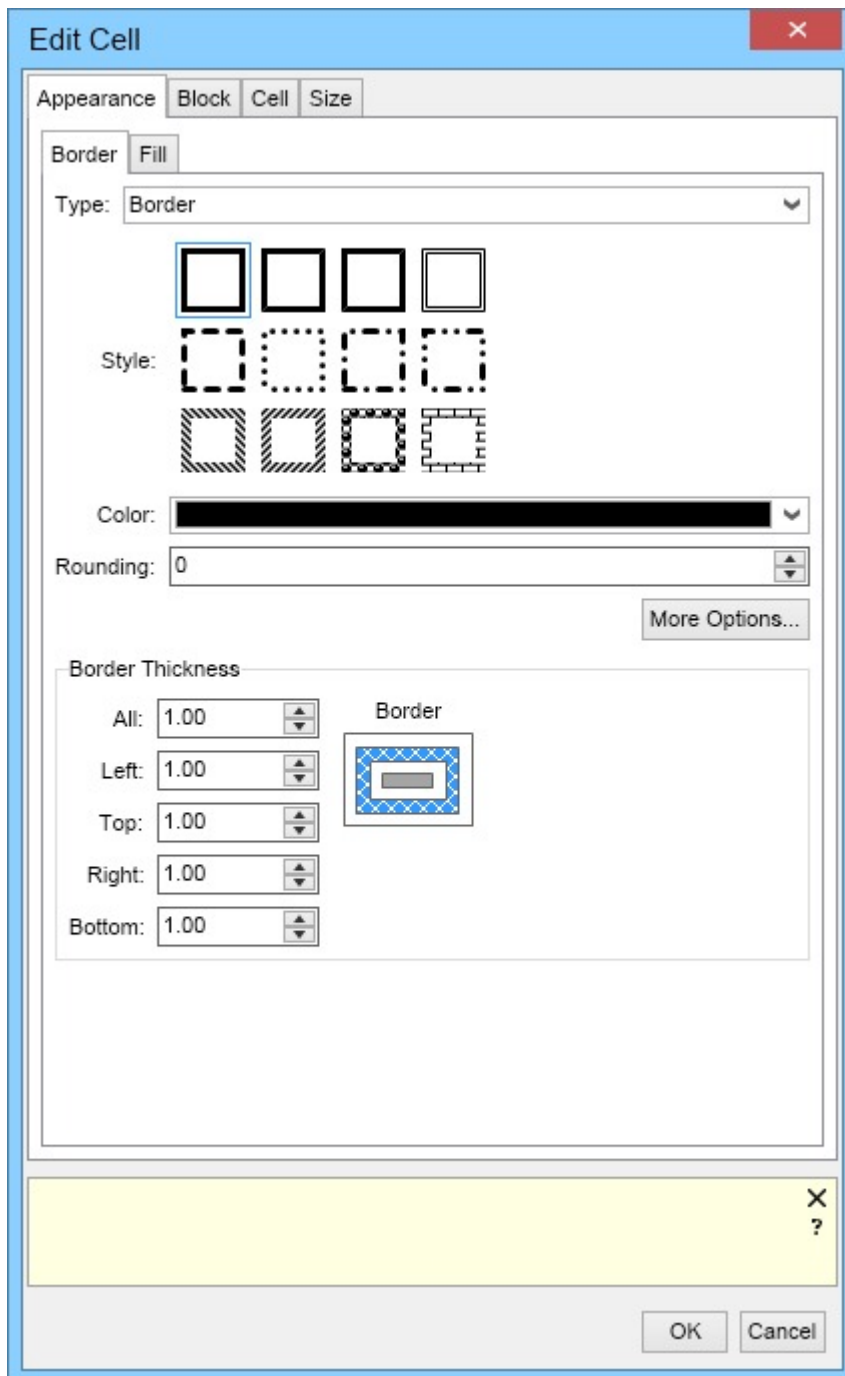 Edit Cell
Appearance Block Cell Size
Border Fill
Type: Border
Style:
Color:
Rounding: 0
More Options...
Border Thickness
All: 1.00 Border
Left: 1.00
Top: 1.00
Right: 1.00
Bottom: 1.00
?
OK Cancel